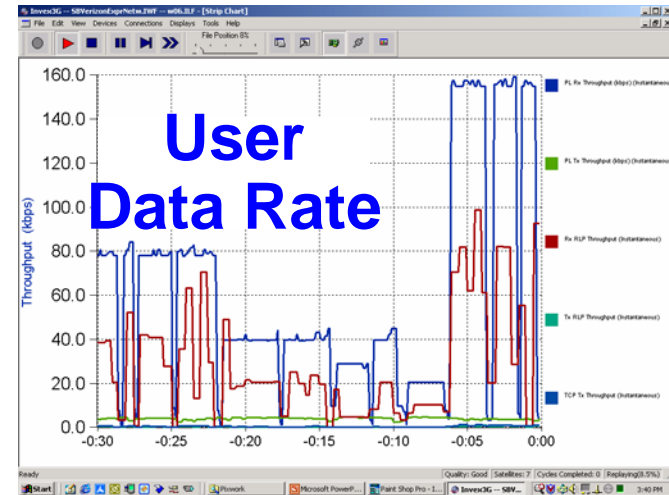 Invex3G -- SBVerizonExprNetw.IWF -- w06.ILF - [Strip Chart]
File Edit View Devices Connections Displays Tools Help
File Position 8%
User
Data Rate
Throughput (kbps)
160.0
140.0
120.0
100.0
80.0
60.0
40.0
20.0
0.0
-0:30 -0:25 -0:20 -0:15 -0:10 -0:05 0:00
PL Rx Throughput (kbps) (Instantaneous)
PL Tx Throughput (kbps) (Instantaneous)
Rx RLP Throughput (Instantaneous)
Tx RLP Throughput (Instantaneous)
TCP Tx Throughput (Instantaneous)
Ready Quality: Good Satellites: 7 Cycles Completed: 0 Replaying(8.5%)
Start Pixwork Microsoft PowerP... Paint Shop Pro - I... Invex3G -- SBV... 3:40 PM